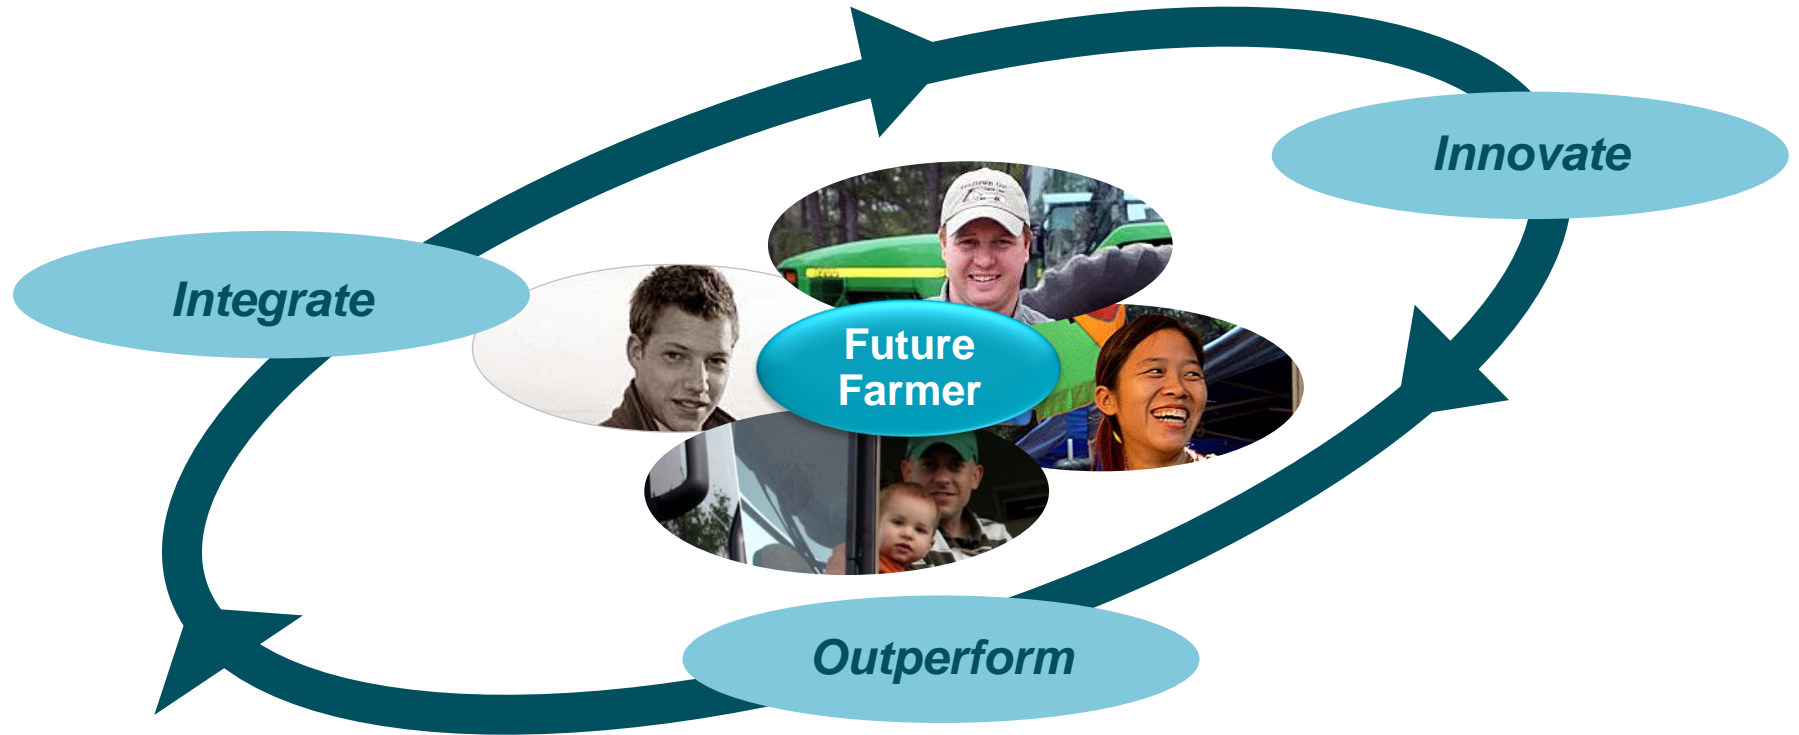 Innovate
Integrate
Future
Farmer
Outperform